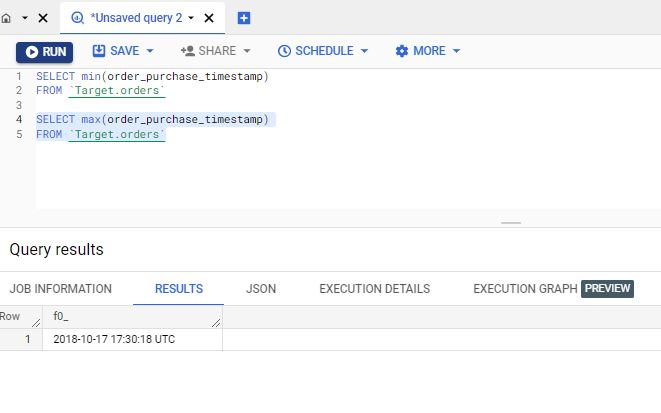 *Unsaved query 2
RUN SAVE SHARE SCHEDULE MORE
1 SELECT min(order_purchase_timestamp)
2 FROM `Target.orders`
3
4 SELECT max(order_purchase_timestamp)
5 FROM `Target.orders`
Query results
JOB INFORMATION RESULTS JSON EXECUTION DETAILS EXECUTION GRAPH PREVIEW
Row f0_
1 2018-10-17 17:30:18 UTC